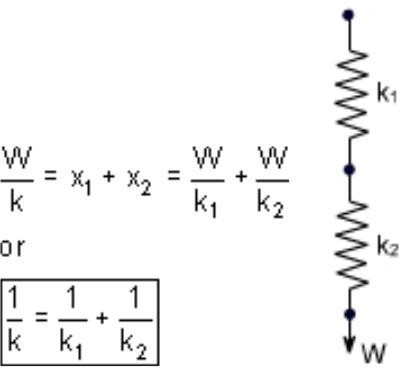 W/k = x₁ + x₂ = W/k₁ + W/k₂
or
1/k = 1/k₁ + 1/k₂
k₁
k₂
W